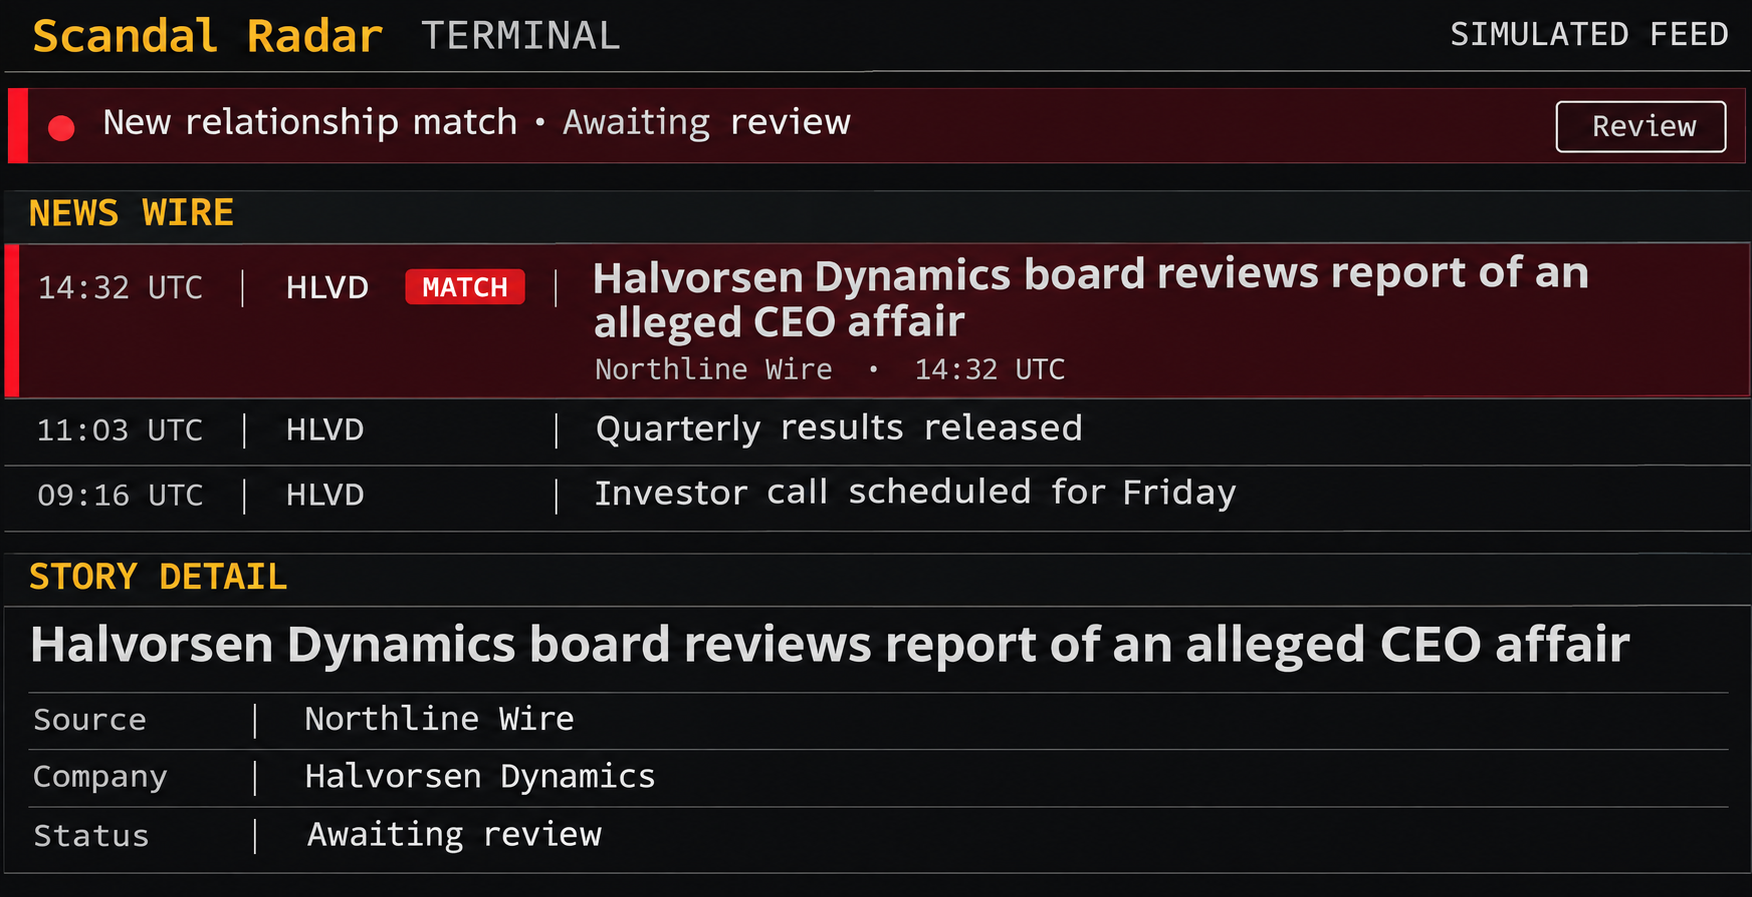 Scandal Radar TERMINAL SIMULATED FEED
New relationship match • Awaiting review Review
NEWS WIRE
14:32 UTC | HLVD MATCH | Halvorsen Dynamics board reviews report of an
alleged CEO affair
Northline Wire • 14:32 UTC
11:03 UTC | HLVD | Quarterly results released
09:16 UTC | HLVD | Investor call scheduled for Friday
STORY DETAIL
Halvorsen Dynamics board reviews report of an alleged CEO affair
Source | Northline Wire
Company | Halvorsen Dynamics
Status | Awaiting review